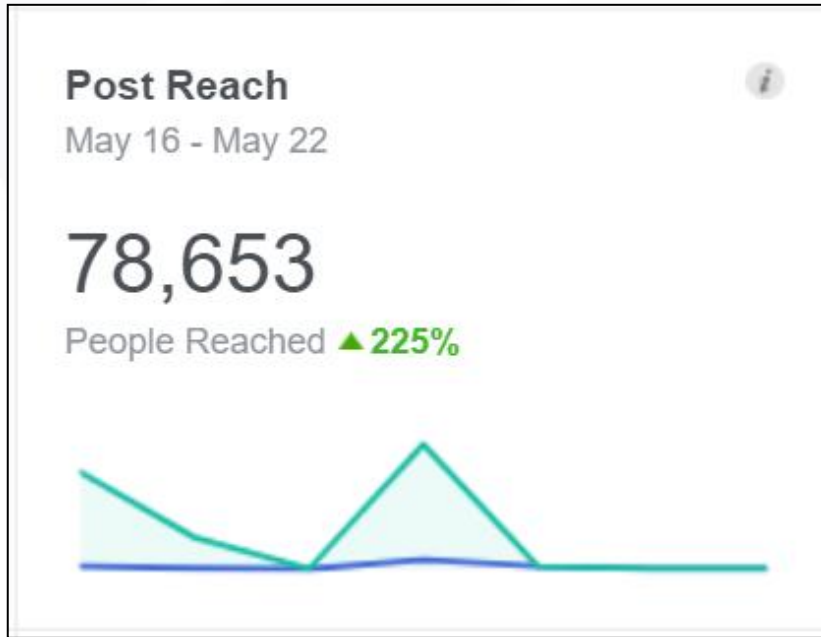 Post Reach
i
May 16 - May 22
78,653
People Reached ▲ 225%